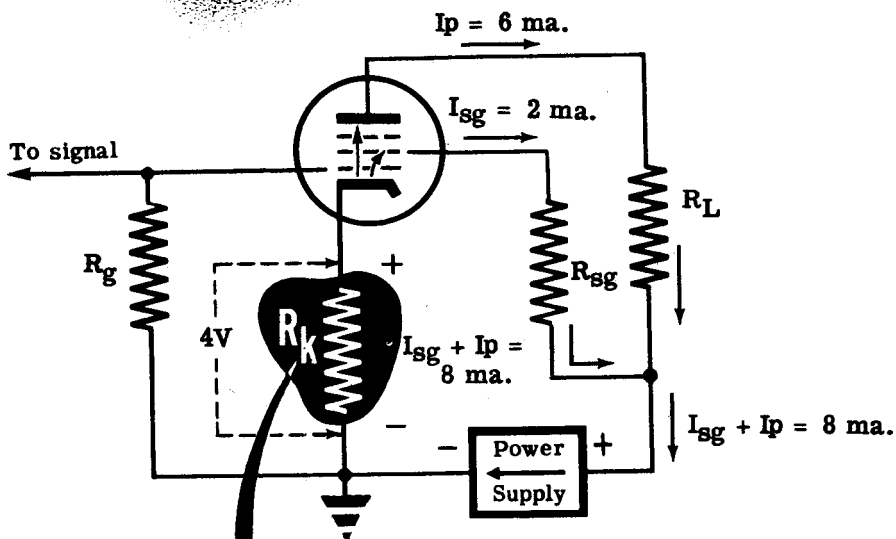 Ip = 6 ma.
Isg = 2 ma.
To signal
RL
Rg
Rsg
+
4V
Rk
Isg + Ip =
8 ma.
-
Isg + Ip = 8 ma.
- Power +
Supply